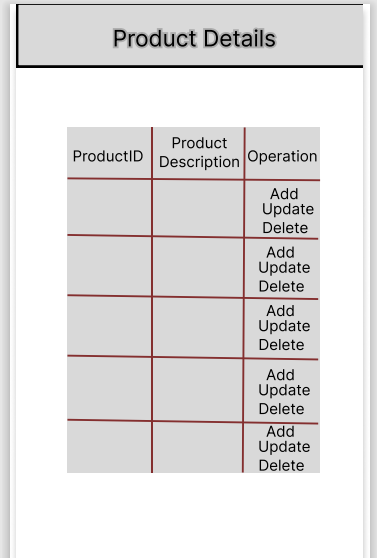 Product Details
ProductID
Product
Description
Operation
Add
Update
Delete
Add
Update
Delete
Add
Update
Delete
Add
Update
Delete
Add
Update
Delete